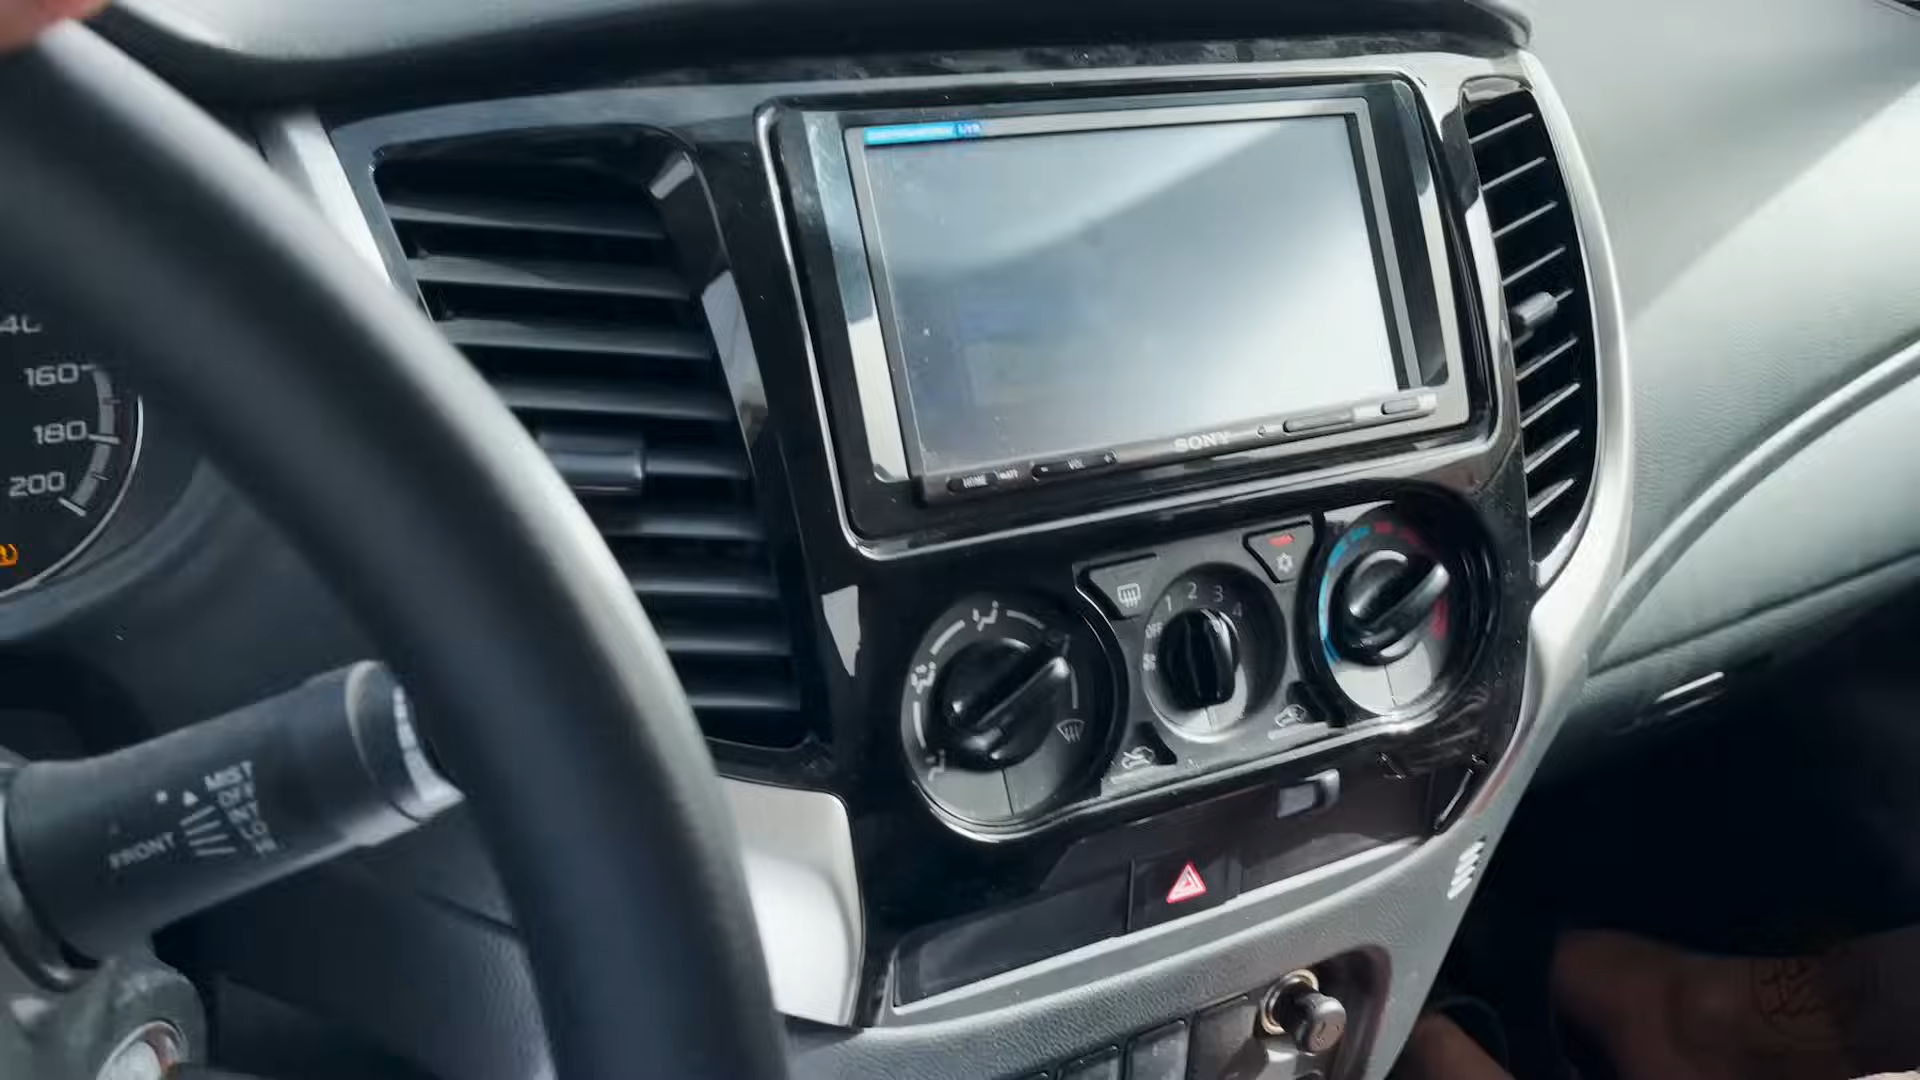 160
180
200
SONY
HOME
VOL
- +
OFF 1 2 3 4
MIST
OFF
INT
LO
HI
FRONT